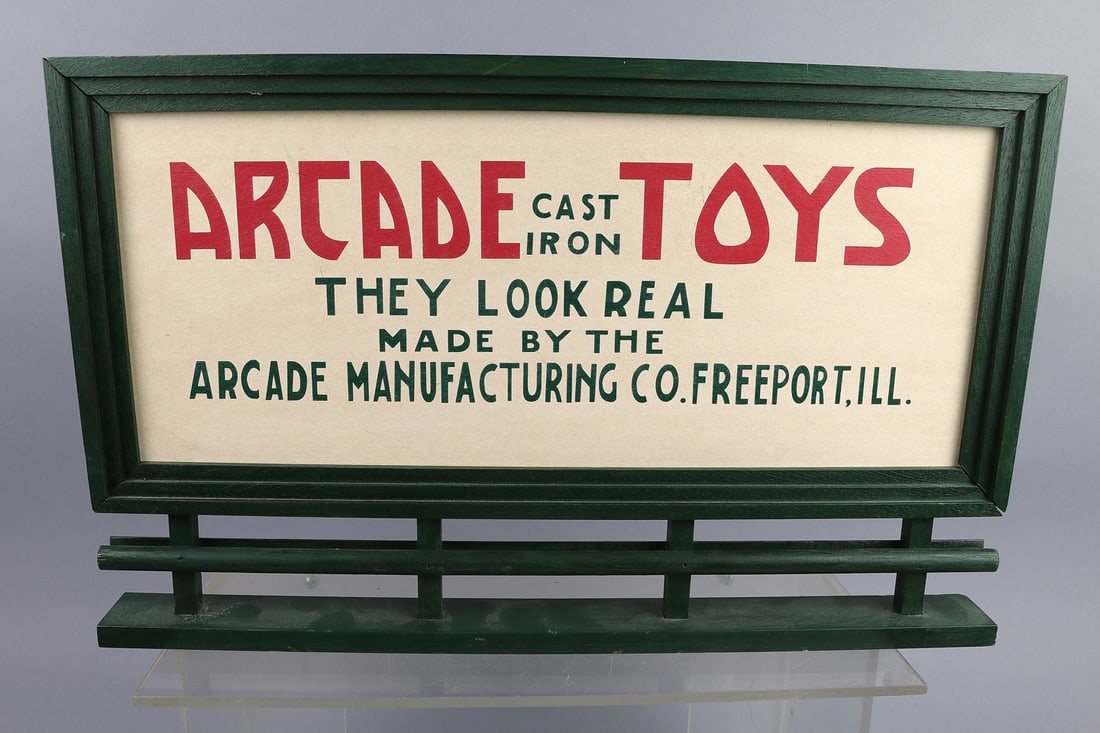 ARCADE CAST IRON TOYS
THEY LOOK REAL
MADE BY THE
ARCADE MANUFACTURING CO. FREEPORT, ILL.